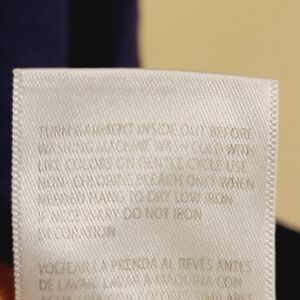 TURN GARMENT INSIDE OUT BEFORE
WASHING MACHINE WASH COLD WITH
LIKE COLORS ON GENTLE CYCLE USE
NON-CHLORINE BLEACH ONLY WHEN
NEEDED HANG TO DRY LOW IRON
IF NECESSARY DO NOT IRON
DECORATION
VOLTEAR LA PRENDA AL REVES ANTES
DE LAVAR. LAVAR A MAQUINA CON